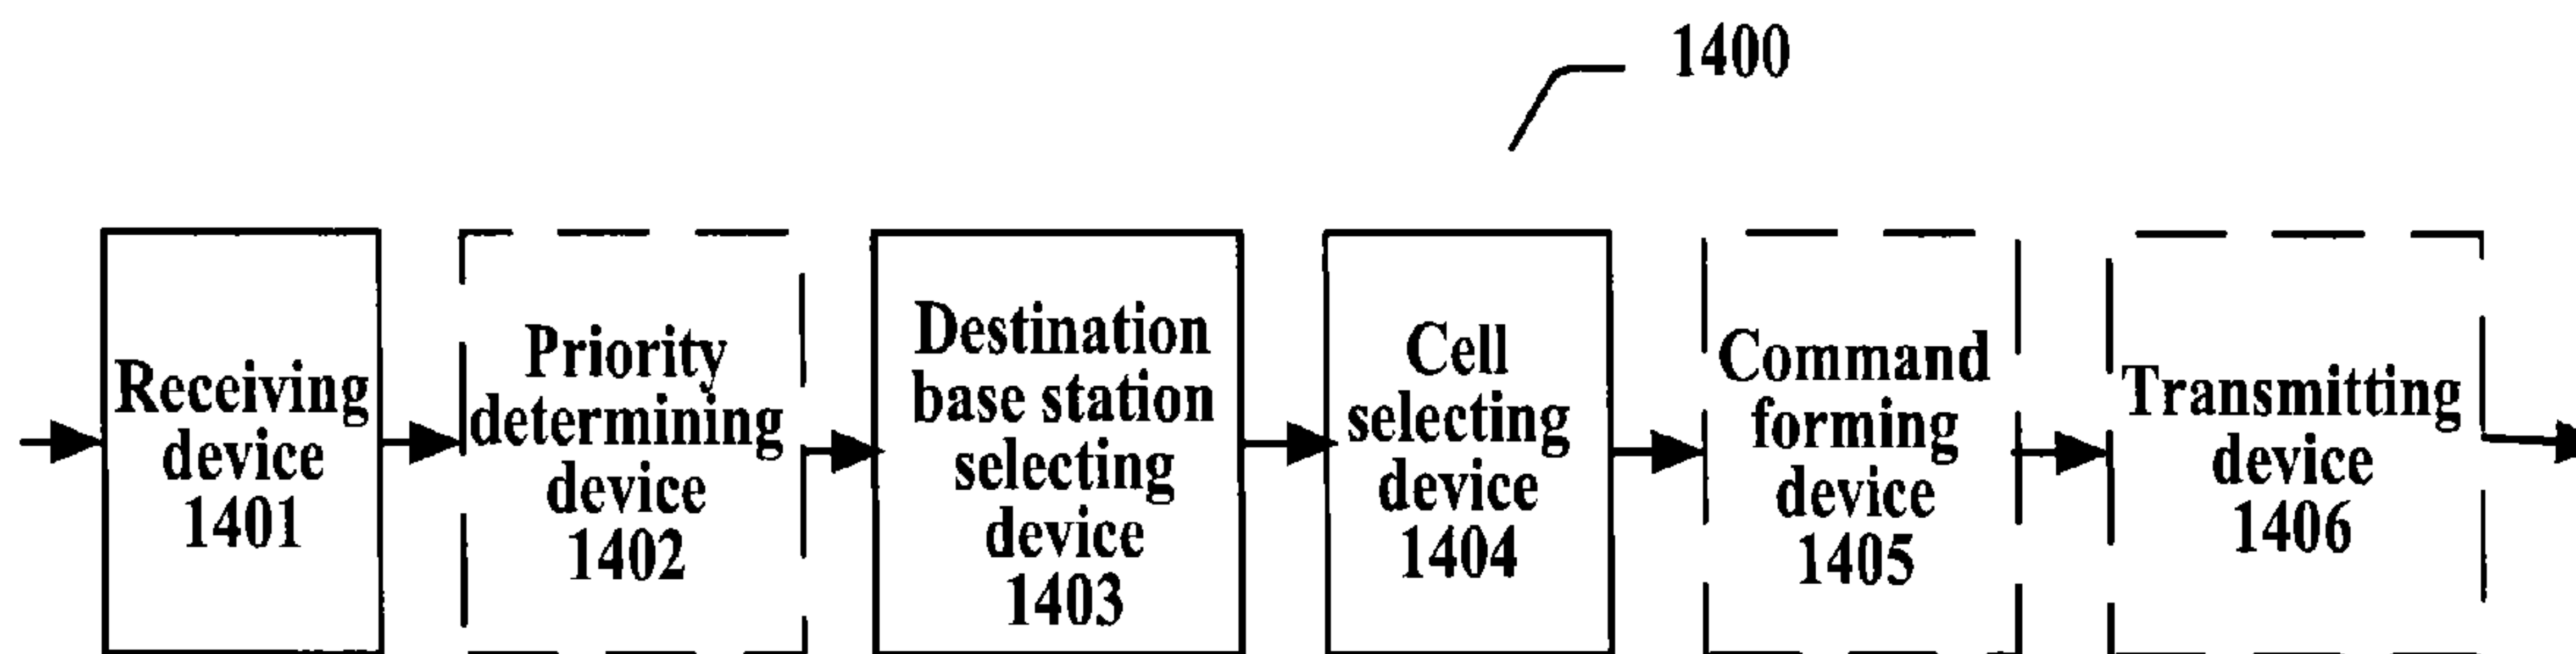 1400
Receiving
device
1401
Priority
determining
device
1402
Destination
base station
selecting
device
1403
Cell
selecting
device
1404
Command
forming
device
1405
Transmitting
device
1406